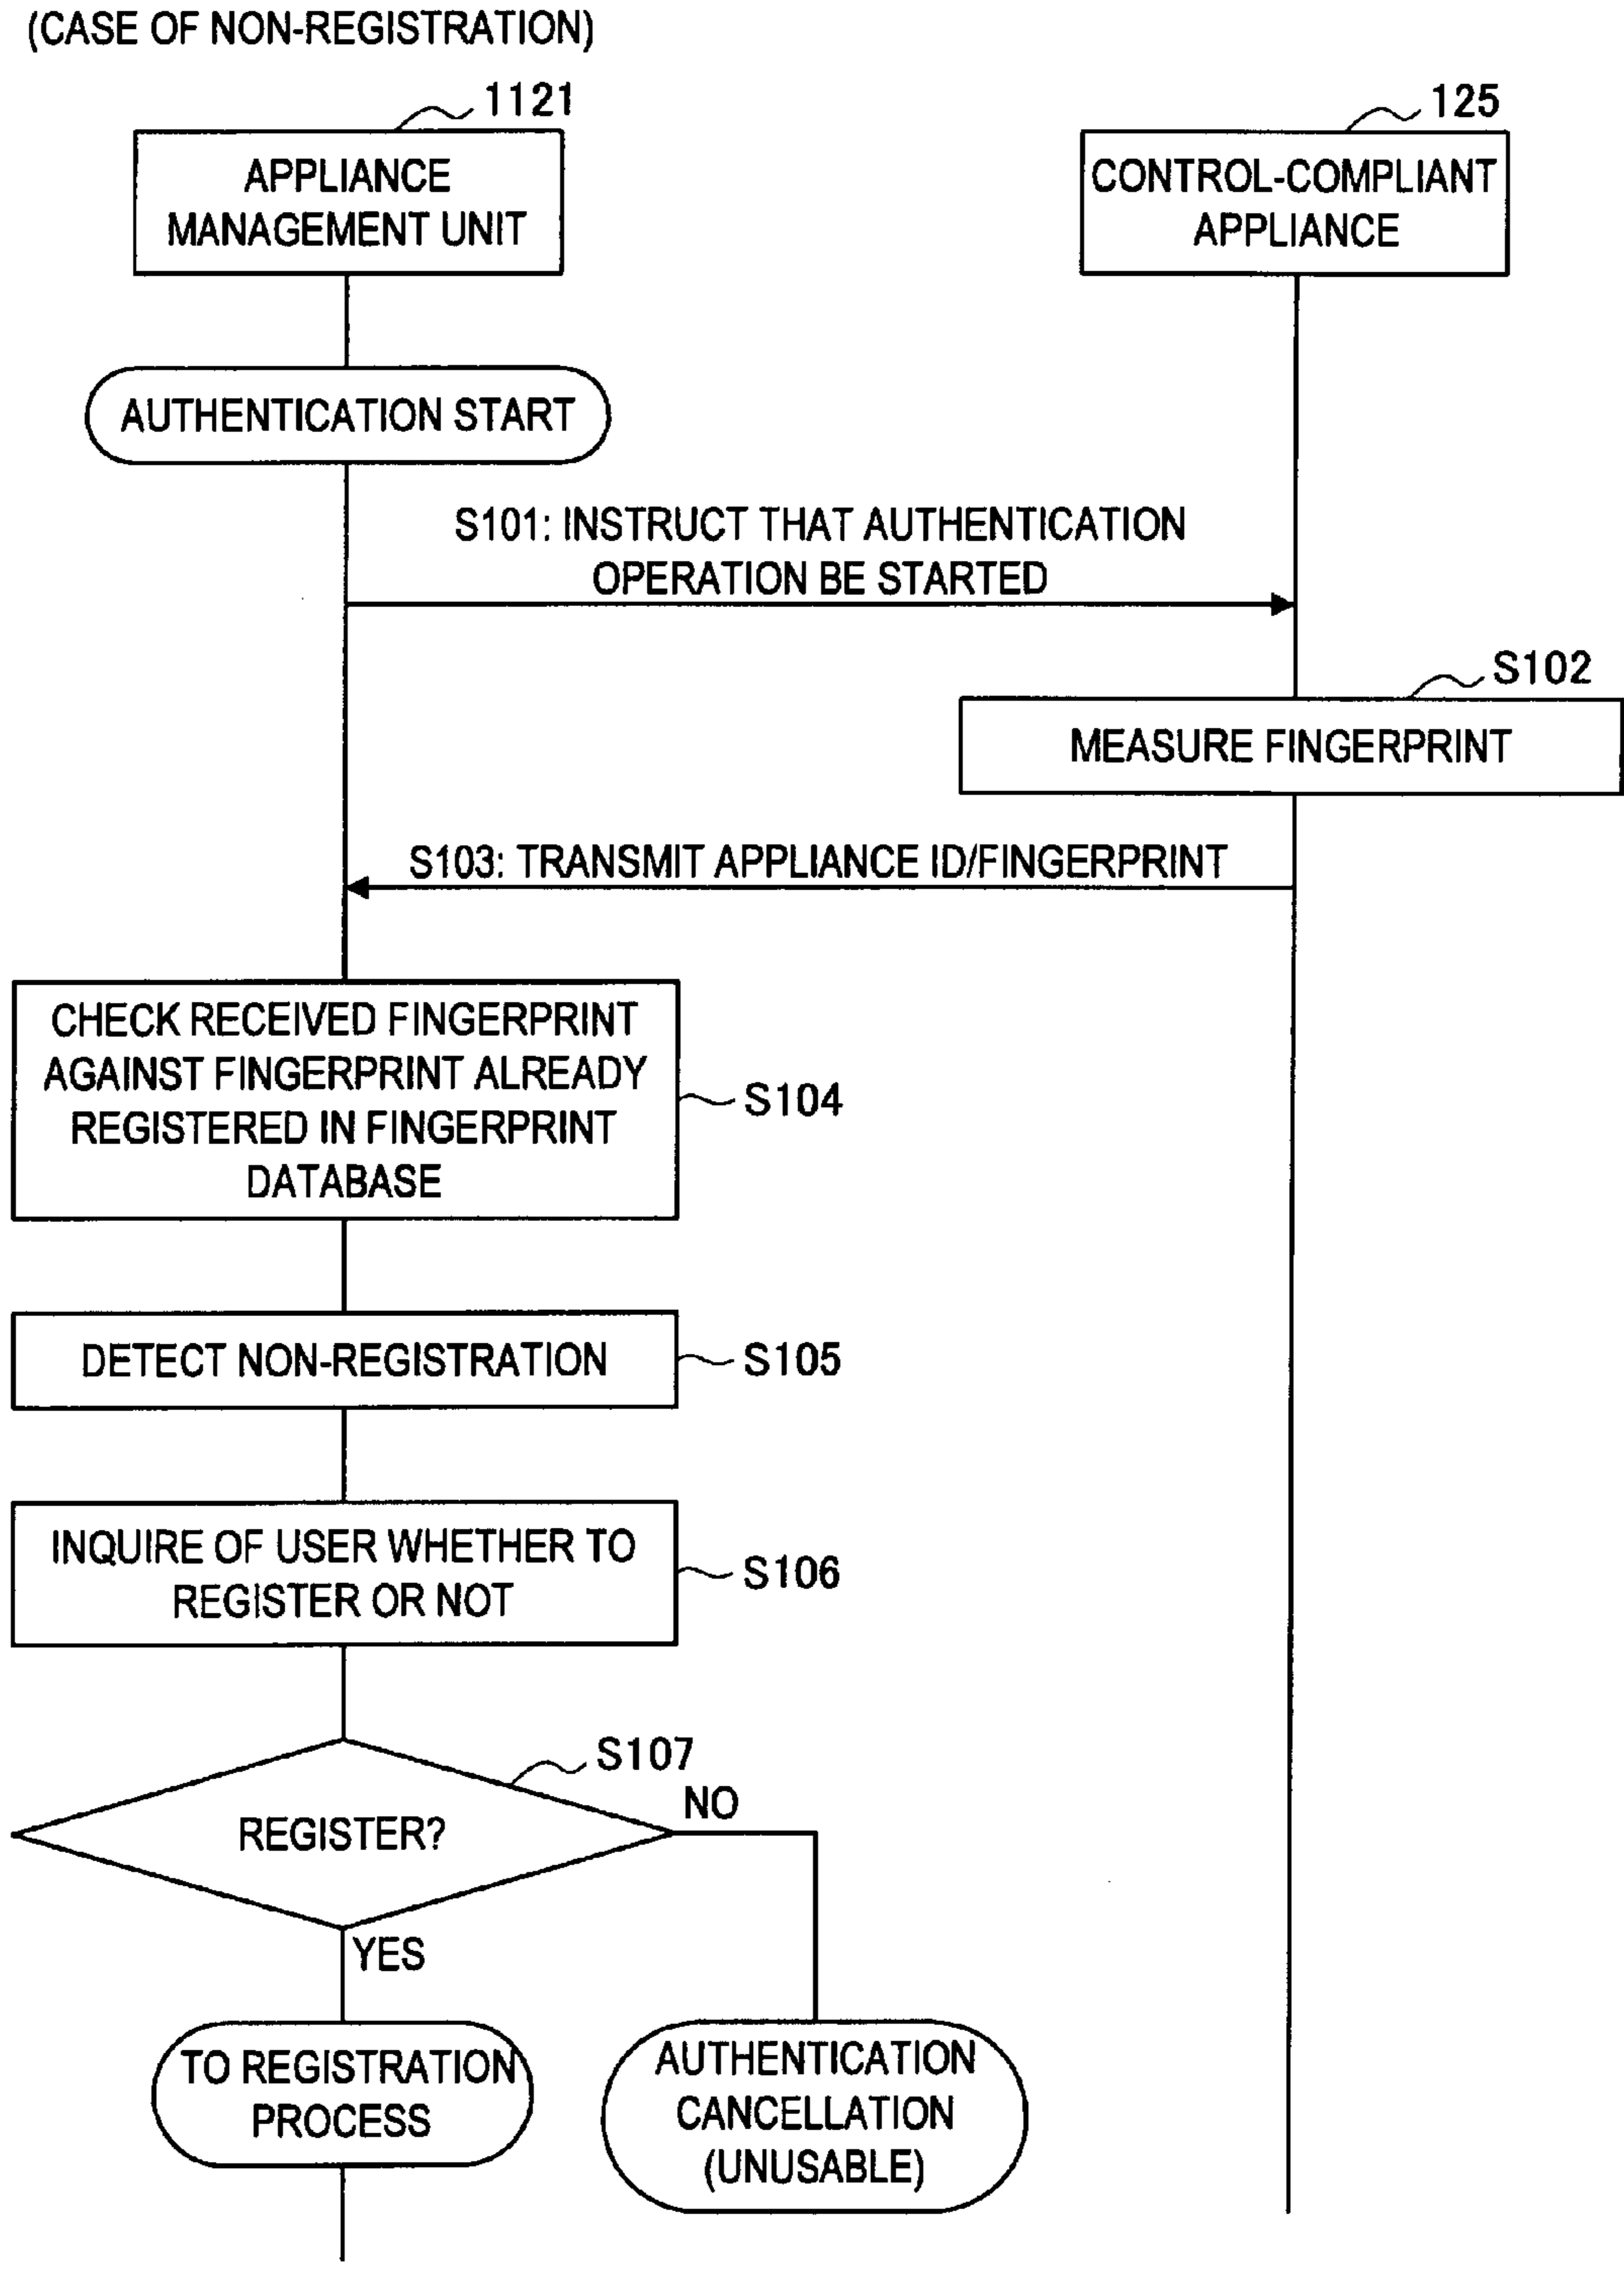 (CASE OF NON-REGISTRATION)
1121
APPLIANCE
MANAGEMENT UNIT
125
CONTROL-COMPLIANT
APPLIANCE
AUTHENTICATION START
S101: INSTRUCT THAT AUTHENTICATION
OPERATION BE STARTED
S102
MEASURE FINGERPRINT
S103: TRANSMIT APPLIANCE ID/FINGERPRINT
CHECK RECEIVED FINGERPRINT
AGAINST FINGERPRINT ALREADY
REGISTERED IN FINGERPRINT
DATABASE
S104
DETECT NON-REGISTRATION
S105
INQUIRE OF USER WHETHER TO
REGISTER OR NOT
S106
S107
REGISTER?
NO
YES
TO REGISTRATION
PROCESS
AUTHENTICATION
CANCELLATION
(UNUSABLE)